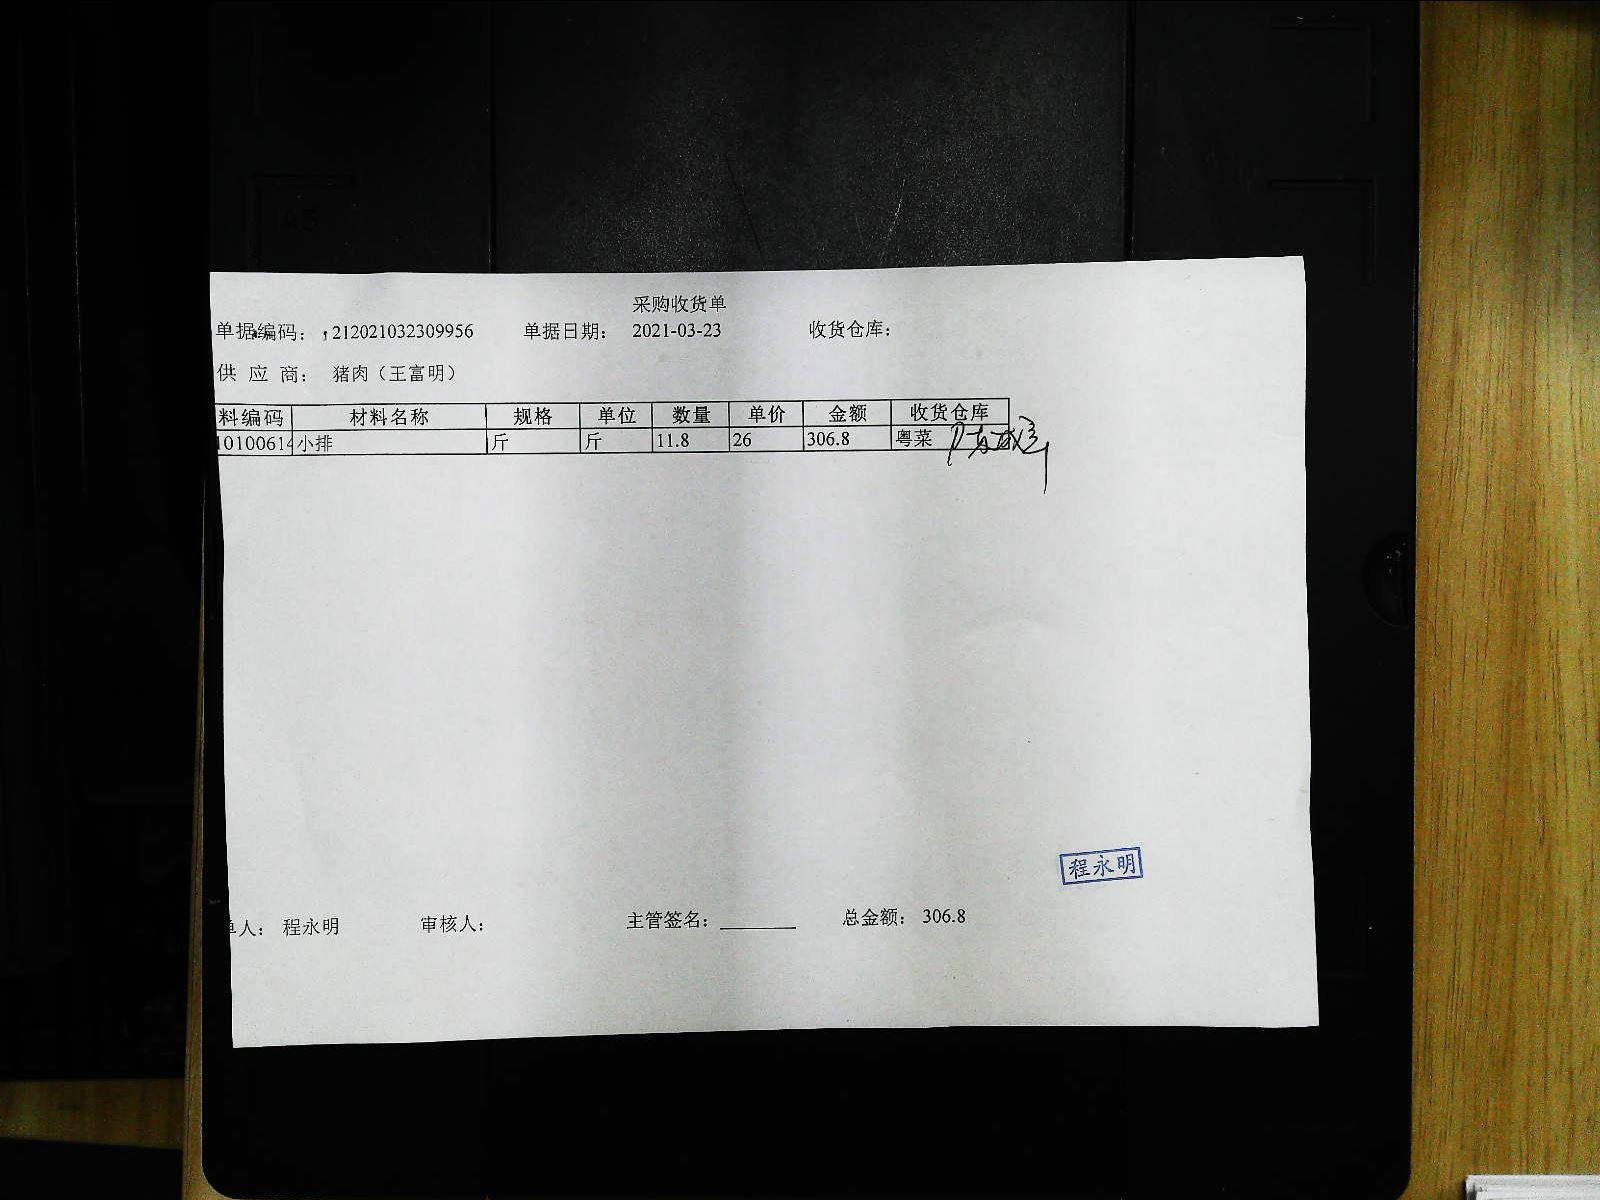 采购收货单
单据编码: 212021032309956 单据日期: 2021-03-23 收货仓库:
供 应 商: 猪肉（王富明）
料编码 材料名称 规格 单位 数量 单价 金额 收货仓库
10100614 小排 斤 斤 11.8 26 306.8 粤菜
程永明
单人: 程永明 审核人: 主管签名: 总金额: 306.8